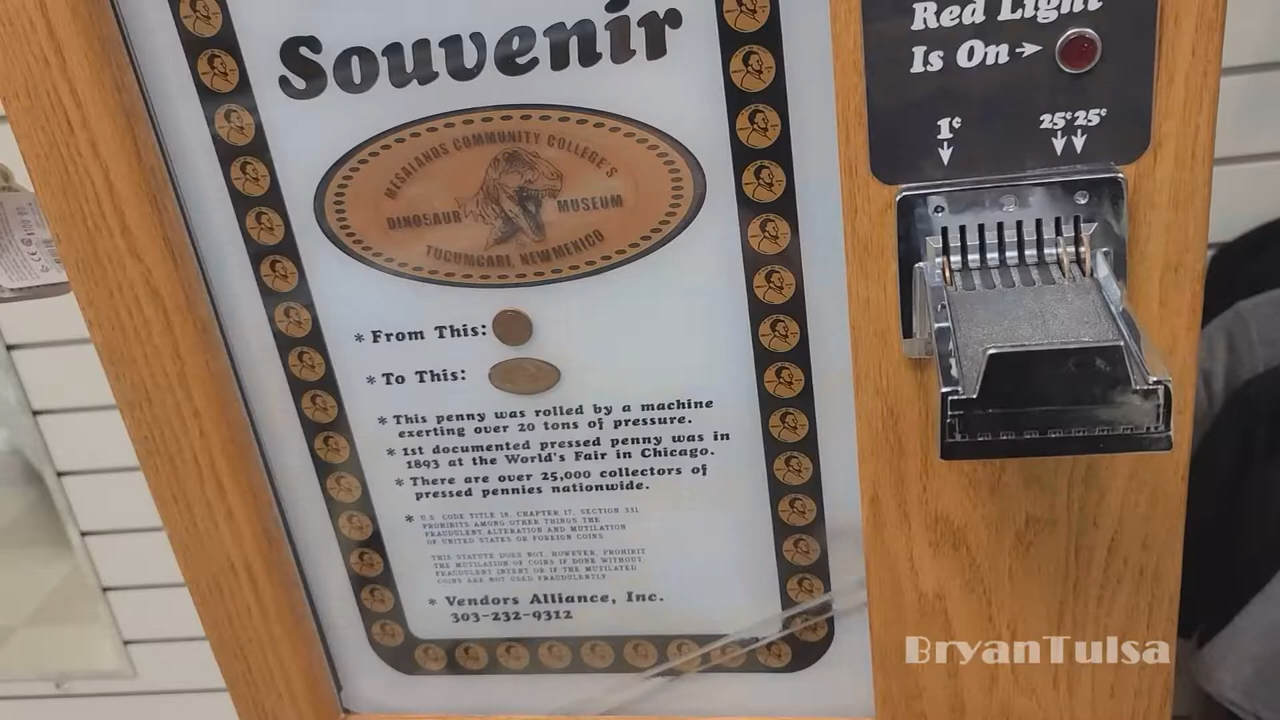 Souvenir
MESALANDS COMMUNITY COLLEGE'S
DINOSAUR MUSEUM
TUCUMCARI, NEW MEXICO
* From This:
* To This:
* This penny was rolled by a machine
exerting over 20 tons of pressure.
* 1st documented pressed penny was in
1893 at the World's Fair in Chicago.
* There are over 25,000 collectors of
pressed pennies nationwide.
* U.S. CODE TITLE 18, CHAPTER 17, SECTION 331
PROHIBITS AMONG OTHER THINGS THE
FRAUDULENT ALTERATION AND MUTILATION
OF UNITED STATES OR FOREIGN COINS
THIS STATUTE DOES NOT, HOWEVER, PROHIBIT
THE MUTILATION OF COINS IF DONE WITHOUT
FRAUDULENT INTENT OR IF THE MUTILATED
COINS ARE NOT USED FRAUDULENTLY
* Vendors Alliance, Inc.
303-232-9312
Red Light
Is On →
1¢ 25¢ 25¢
BryanTulsa